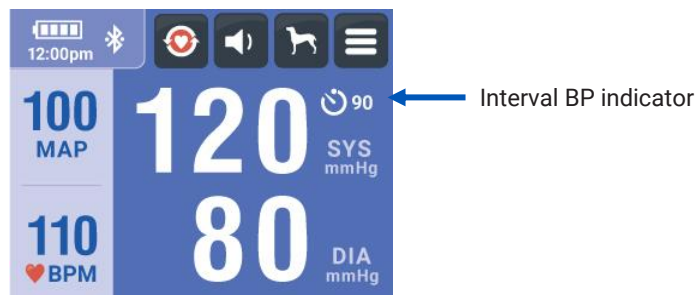 12:00pm
120
90
Interval BP indicator
100
MAP
SYS
mmHg
110
BPM
80
DIA
mmHg